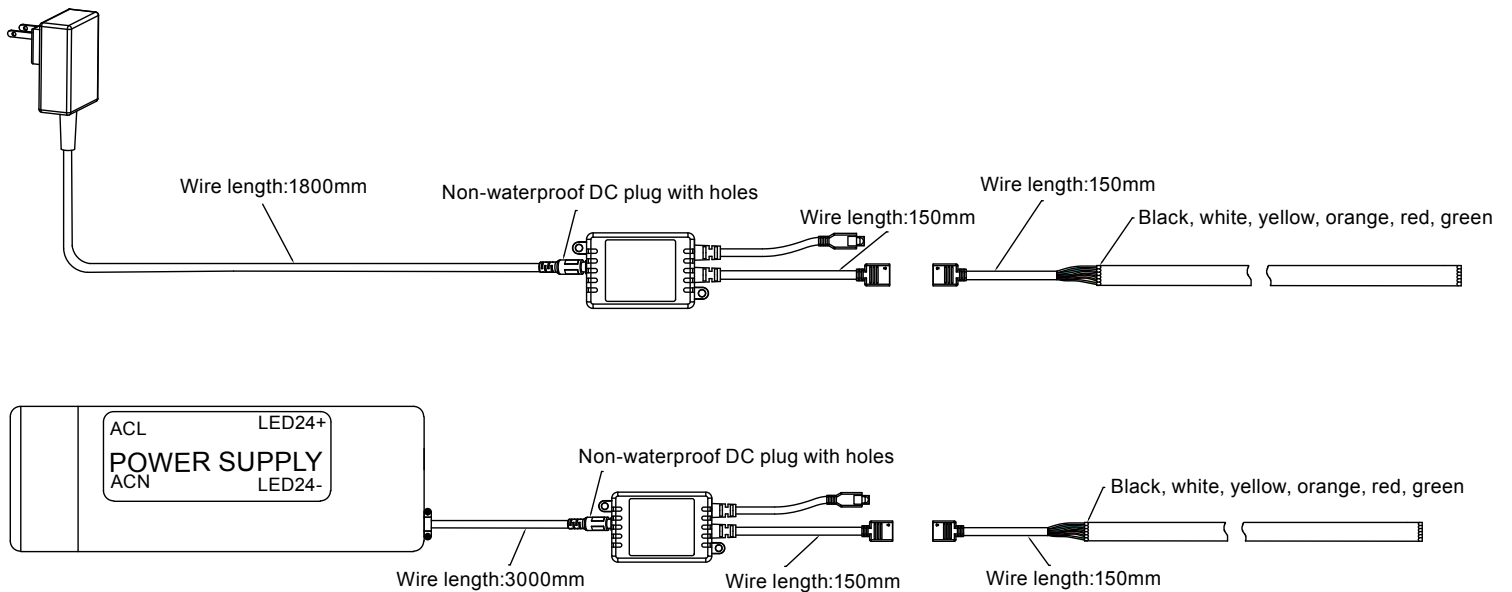 Wire length:1800mm
Non-waterproof DC plug with holes
Wire length:150mm
Wire length:150mm
Black, white, yellow, orange, red, green
ACL
LED24+
POWER SUPPLY
ACN
LED24-
Non-waterproof DC plug with holes
Black, white, yellow, orange, red, green
Wire length:3000mm
Wire length:150mm
Wire length:150mm